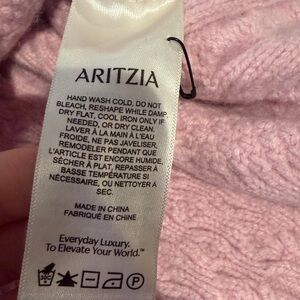 ARITZIA
HAND WASH COLD, DO NOT
BLEACH, RESHAPE WHILE DAMP
DRY FLAT, COOL IRON ONLY IF
NEEDED, OR DRY CLEAN.
LAVER À LA MAIN À L'EAU
FROIDE, NE PAS JAVELISER,
REMODELER PENDANT QUE
L'ARTICLE EST ENCORE HUMIDE,
SÉCHER À PLAT, REPASSER À
BASSE TEMPÉRATURE SI
NÉCESSAIRE, OU NETTOYER À
SEC.
MADE IN CHINA
FABRIQUÉ EN CHINE
Everyday Luxury.
To Elevate Your World.™
30C
P